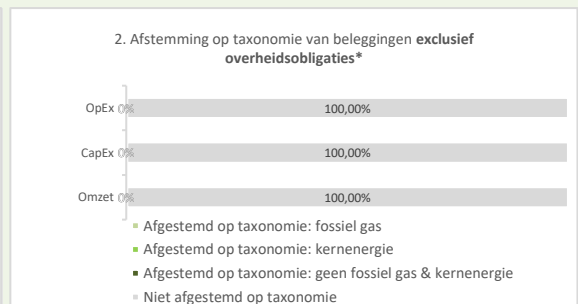 2. Afstemming op taxonomie van beleggingen exclusief
overheidsobligaties*
OpEx 0% 100,00%
CapEx 0% 100,00%
Omzet 0% 100,00%
Afgestemd op taxonomie: fossiel gas
Afgestemd op taxonomie: kernenergie
Afgestemd op taxonomie: geen fossiel gas & kernenergie
Niet afgestemd op taxonomie